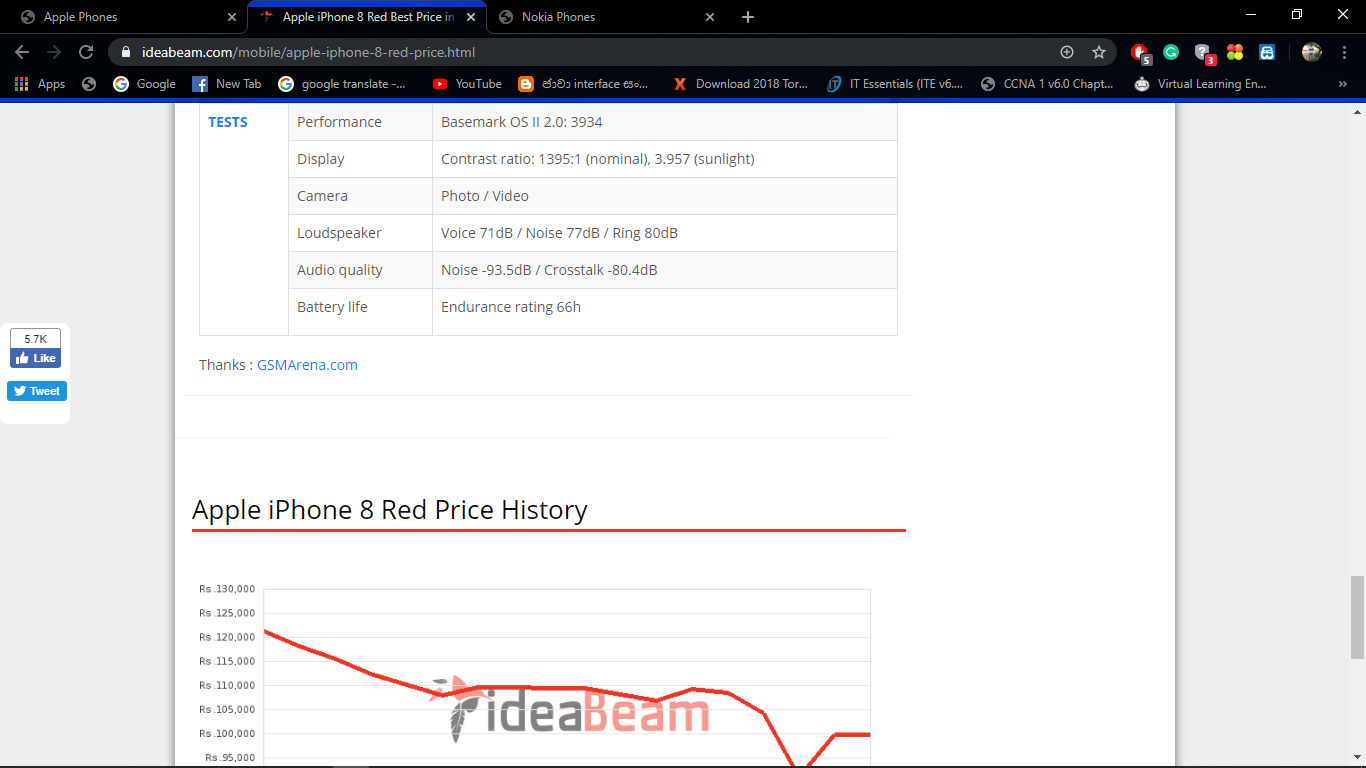 Apple Phones
Apple iPhone 8 Red Best Price in
Nokia Phones
ideabeam.com/mobile/apple-iphone-8-red-price.html
5
3
Apps
Google
New Tab
google translate -...
YouTube
ජාවා interface සං...
Download 2018 Tor...
IT Essentials (ITE v6....
CCNA 1 v6.0 Chapt...
Virtual Learning En...
»
TESTS
Performance Basemark OS II 2.0: 3934
Display Contrast ratio: 1395:1 (nominal), 3.957 (sunlight)
Camera Photo / Video
Loudspeaker Voice 71dB / Noise 77dB / Ring 80dB
Audio quality Noise -93.5dB / Crosstalk -80.4dB
Battery life Endurance rating 66h
5.7K
Like
Tweet
Thanks : GSMArena.com
Apple iPhone 8 Red Price History
Rs.130,000
Rs.125,000
Rs.120,000
Rs.115,000
Rs.110,000
Rs.105,000
Rs.100,000
Rs.95,000
ideaBeam